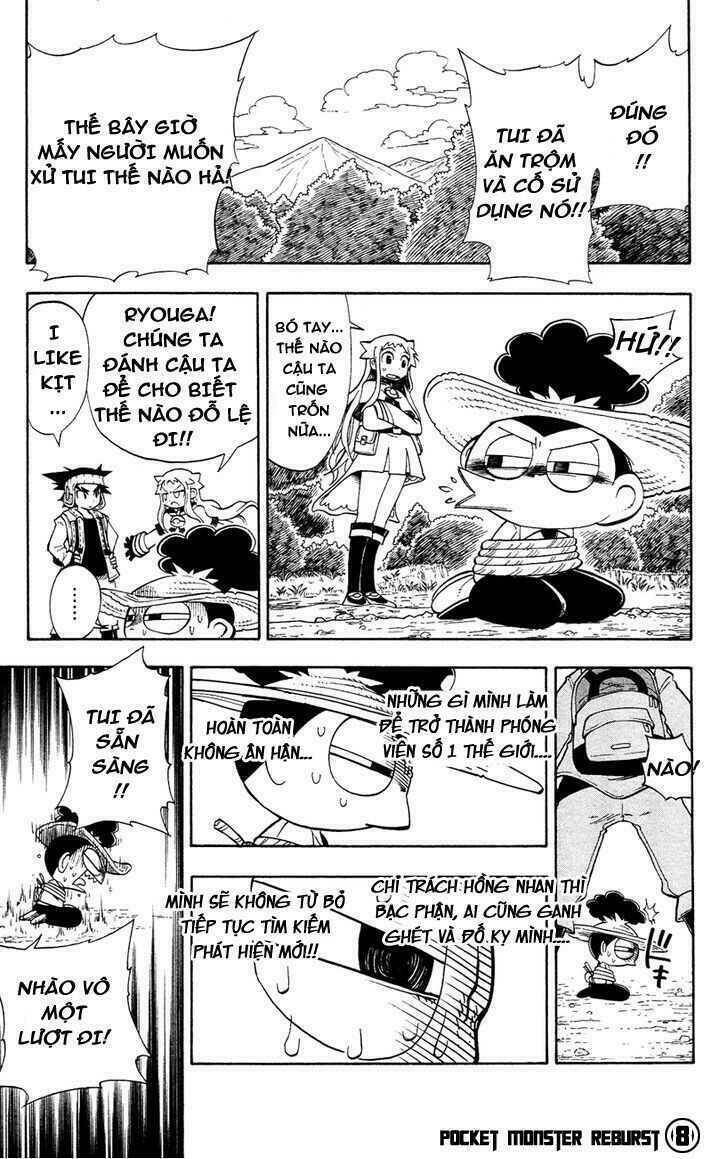 ĐÚNG
ĐÓ
!!
TUI ĐÃ
ĂN TRỘM
VÀ CỐ SỬ
DỤNG NÓ!!
THẾ BÂY GIỜ
MẤY NGƯỜI MUỐN
XỬ TUI THẾ NÀO HẢ!
HỨ!!
BÓ TAY...
THẾ NÀO
CẬU TA
CŨNG
TRỐN
NỮA...
RYOUGA!
CHÚNG TA
ĐÁNH CẬU TA
ĐỂ CHO BIẾT
THẾ NÀO ĐỖ LỆ
ĐI!!
I
LIKE
KỊT
...
......
NÀO!
NHỮNG GÌ MÌNH LÀM
ĐỂ TRỞ THÀNH PHÓNG
VIÊN SỐ 1 THẾ GIỚI....
HOÀN TOÀN
KHÔNG ÂN HẬN...
CHỈ TRÁCH HỒNG NHAN THÌ
BẠC PHẬN, AI CŨNG GANH
GHÉT VÀ ĐỐ KỴ MÌNH....
MÌNH SẼ KHÔNG TỪ BỎ
TIẾP TỤC TÌM KIẾM
PHÁT HIỆN MỚI!!
TUI ĐÃ
SẴN
SÀNG
!!
NHÀO VÔ
MỘT
LƯỢT ĐI!
POCKET MONSTER REBURST 8